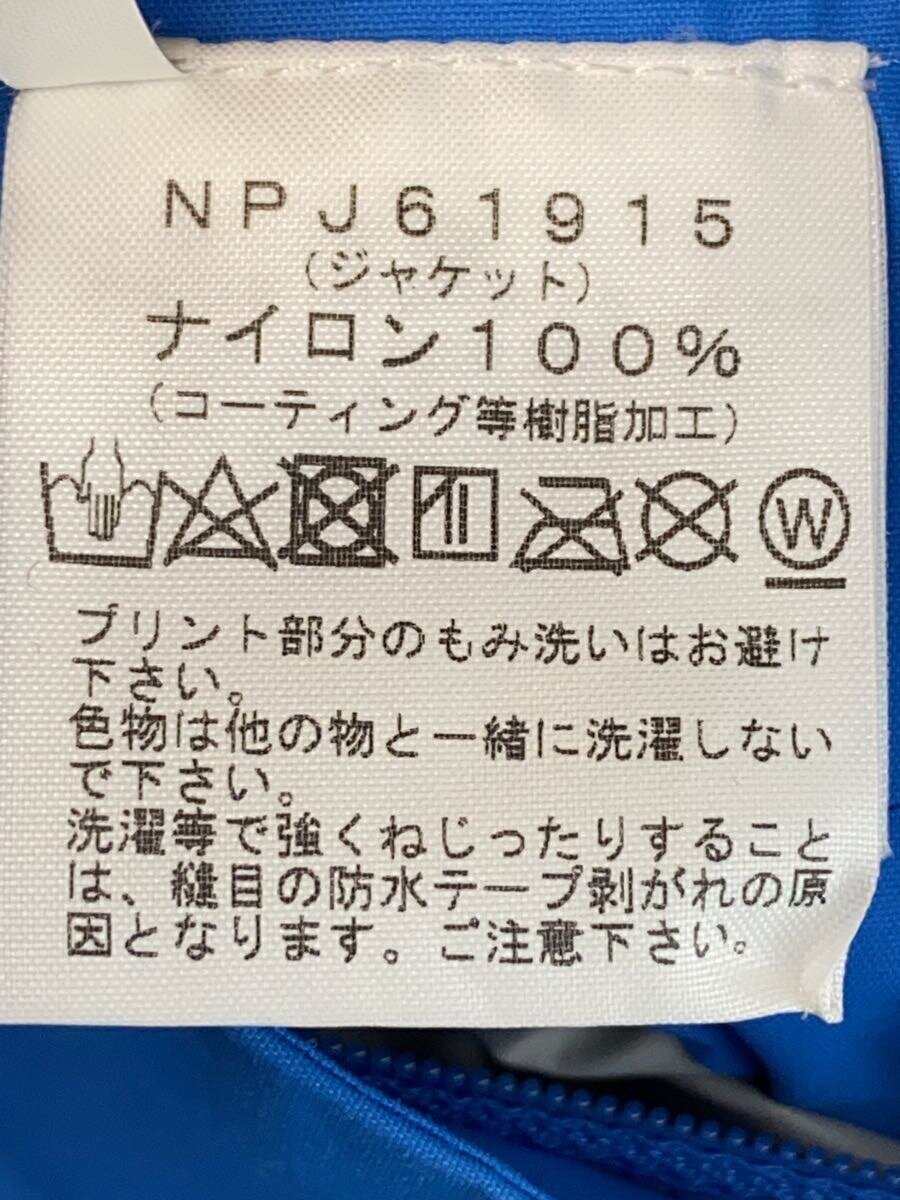 NPJ61915
(ジャケット)
ナイロン100%
(コーティング等樹脂加工)
W
プリント部分のもみ洗いはお避け
下さい。
色物は他の物と一緒に洗濯しない
で下さい。
洗濯等で強くねじったりすること
は、縫目の防水テープ剥がれの原
因となります。ご注意下さい。